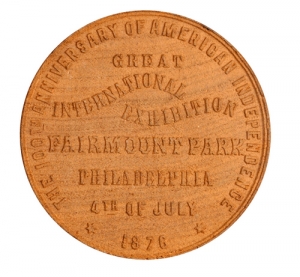 THE 100TH ANNIVERSARY OF AMERICAN INDEPENDENCE
GREAT
INTERNATIONAL
EXHIBITION
FAIRMOUNT PARK
PHILADELPHIA
4TH OF JULY
1876